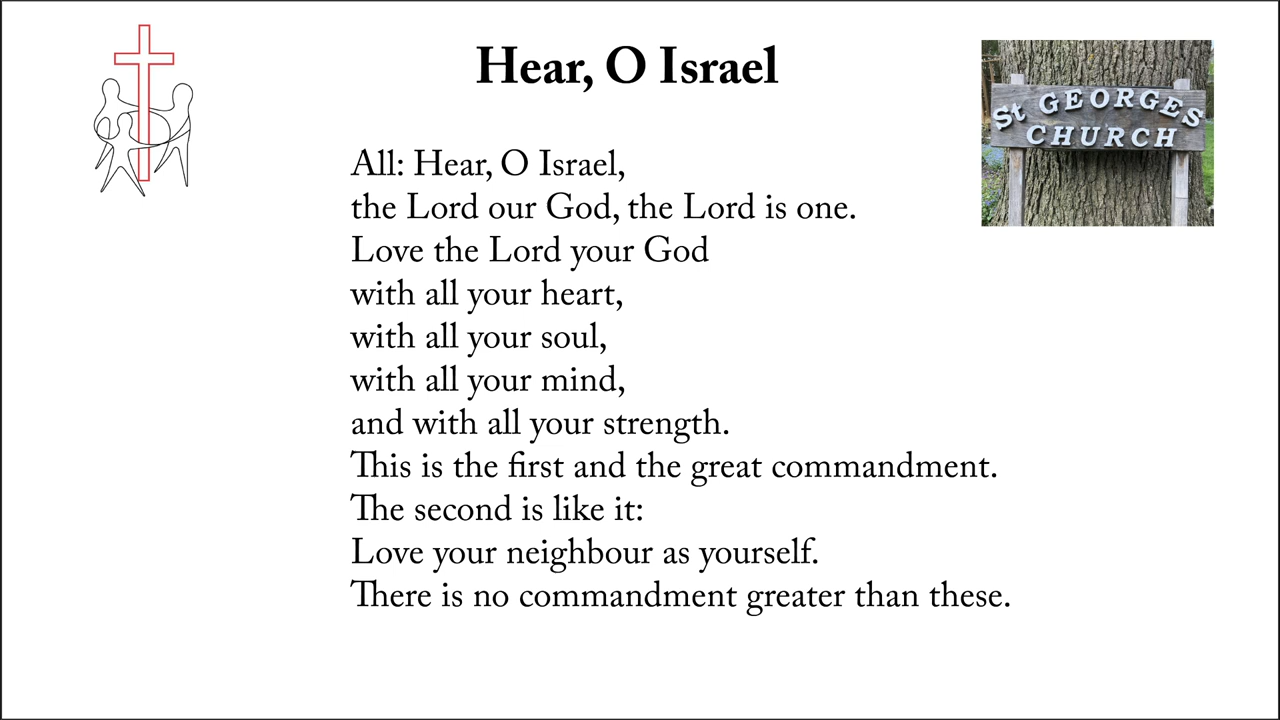 Hear, O Israel
St GEORGES
CHURCH
All: Hear, O Israel,
the Lord our God, the Lord is one.
Love the Lord your God
with all your heart,
with all your soul,
with all your mind,
and with all your strength.
This is the first and the great commandment.
The second is like it:
Love your neighbour as yourself.
There is no commandment greater than these.